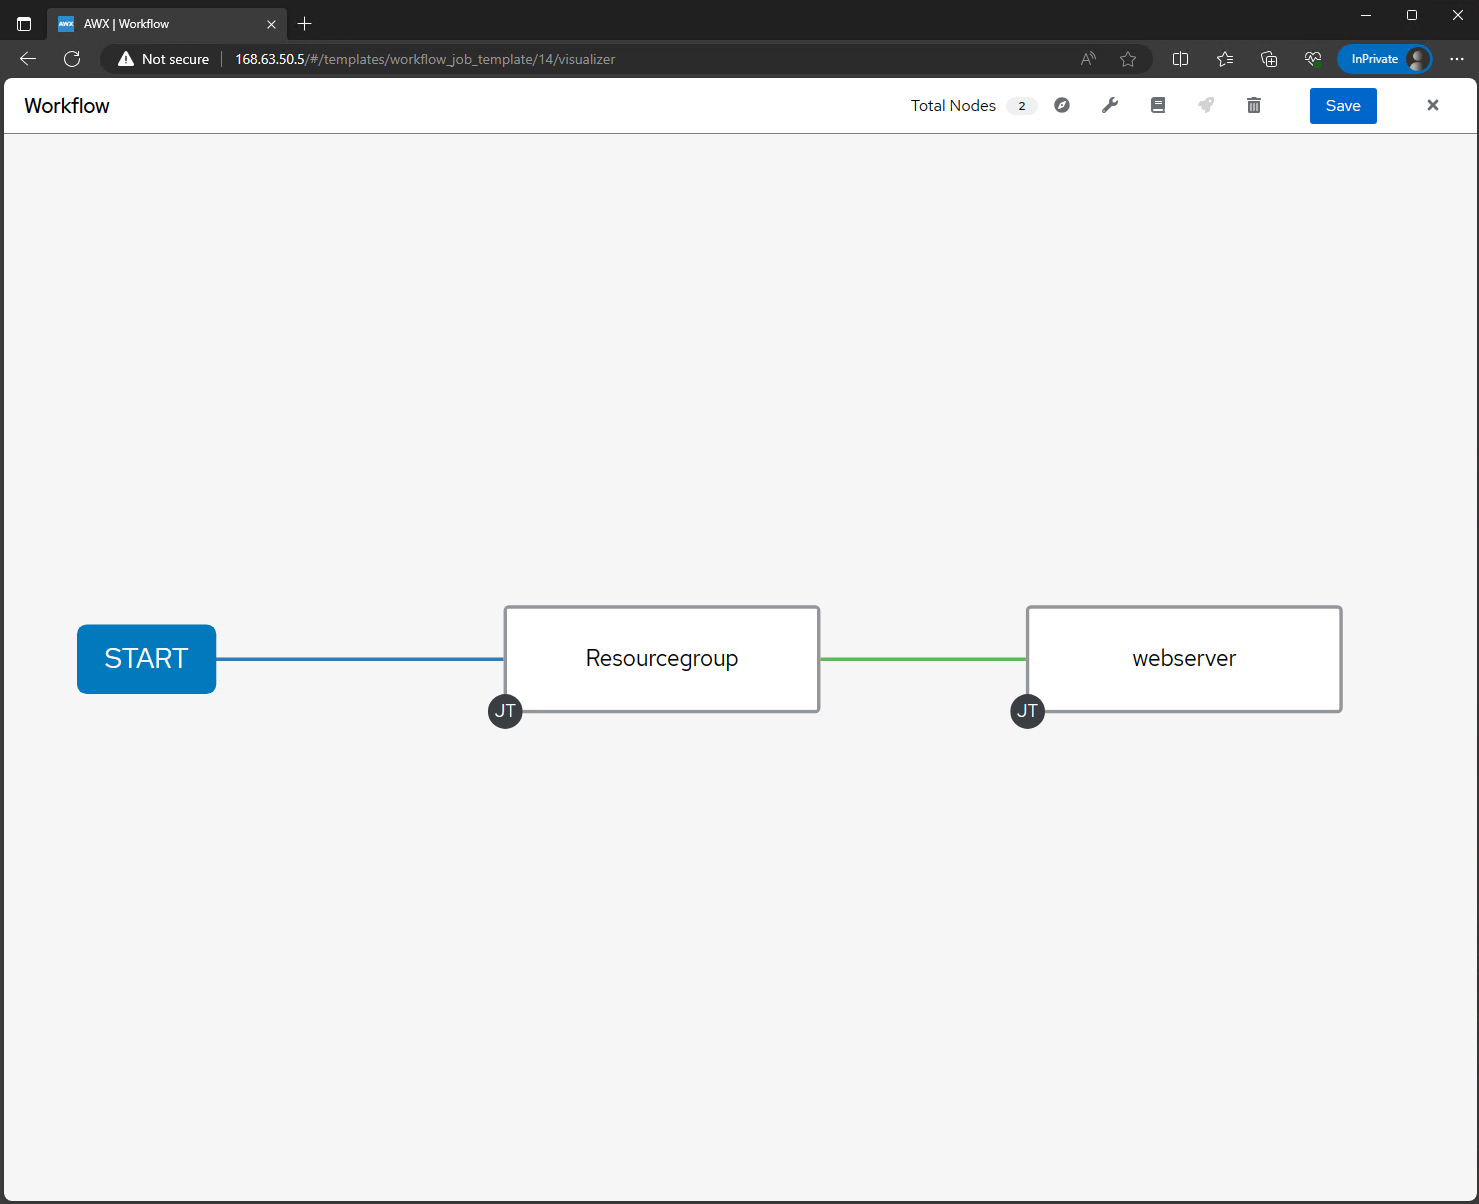 AWX AWX | Workflow
Not secure 168.63.50.5/#/templates/workflow_job_template/14/visualizer InPrivate
Workflow Total Nodes 2 Save
START Resourcegroup webserver
JT JT